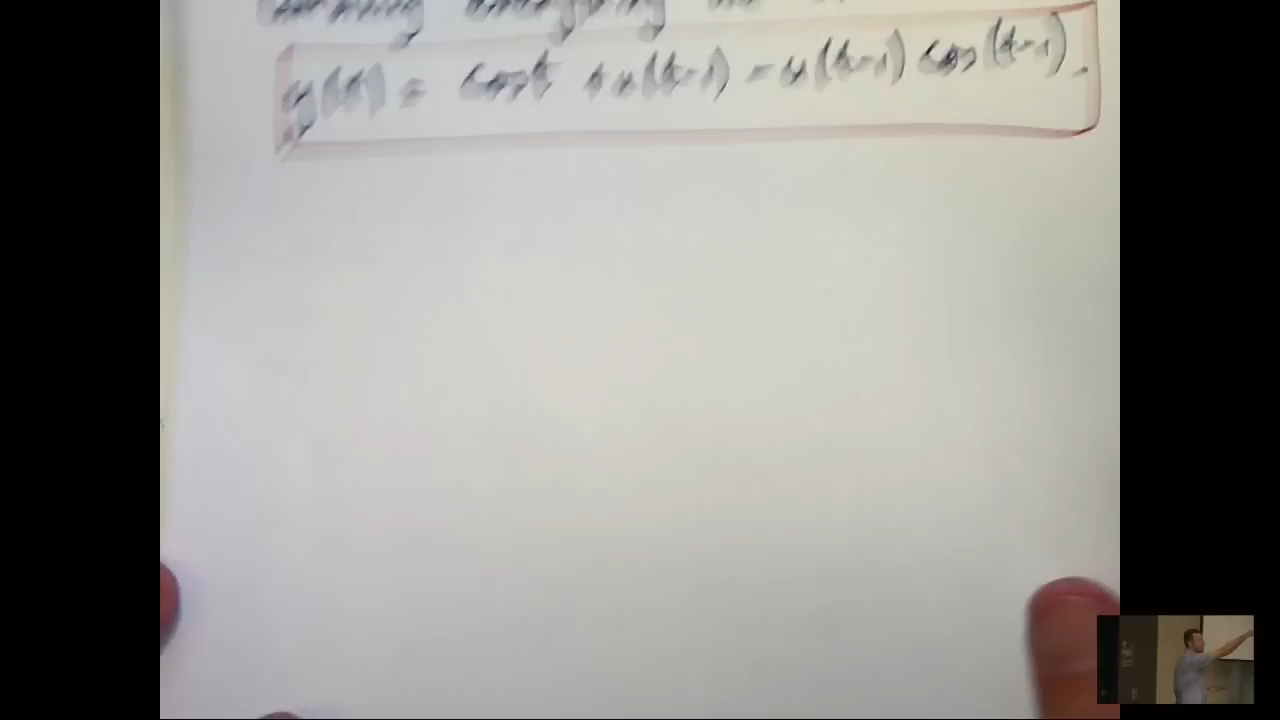 y(t) = cos t + u(t-1) - u(t-1) cos(t-1).